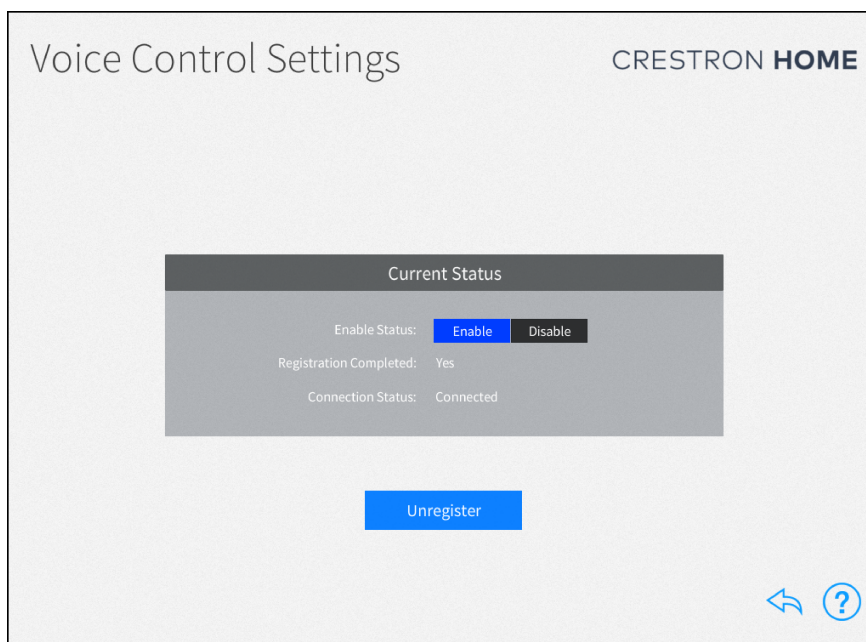 Voice Control Settings
CRESTRON HOME
Current Status
Enable Status: Enable Disable
Registration Completed: Yes
Connection Status: Connected
Unregister
?